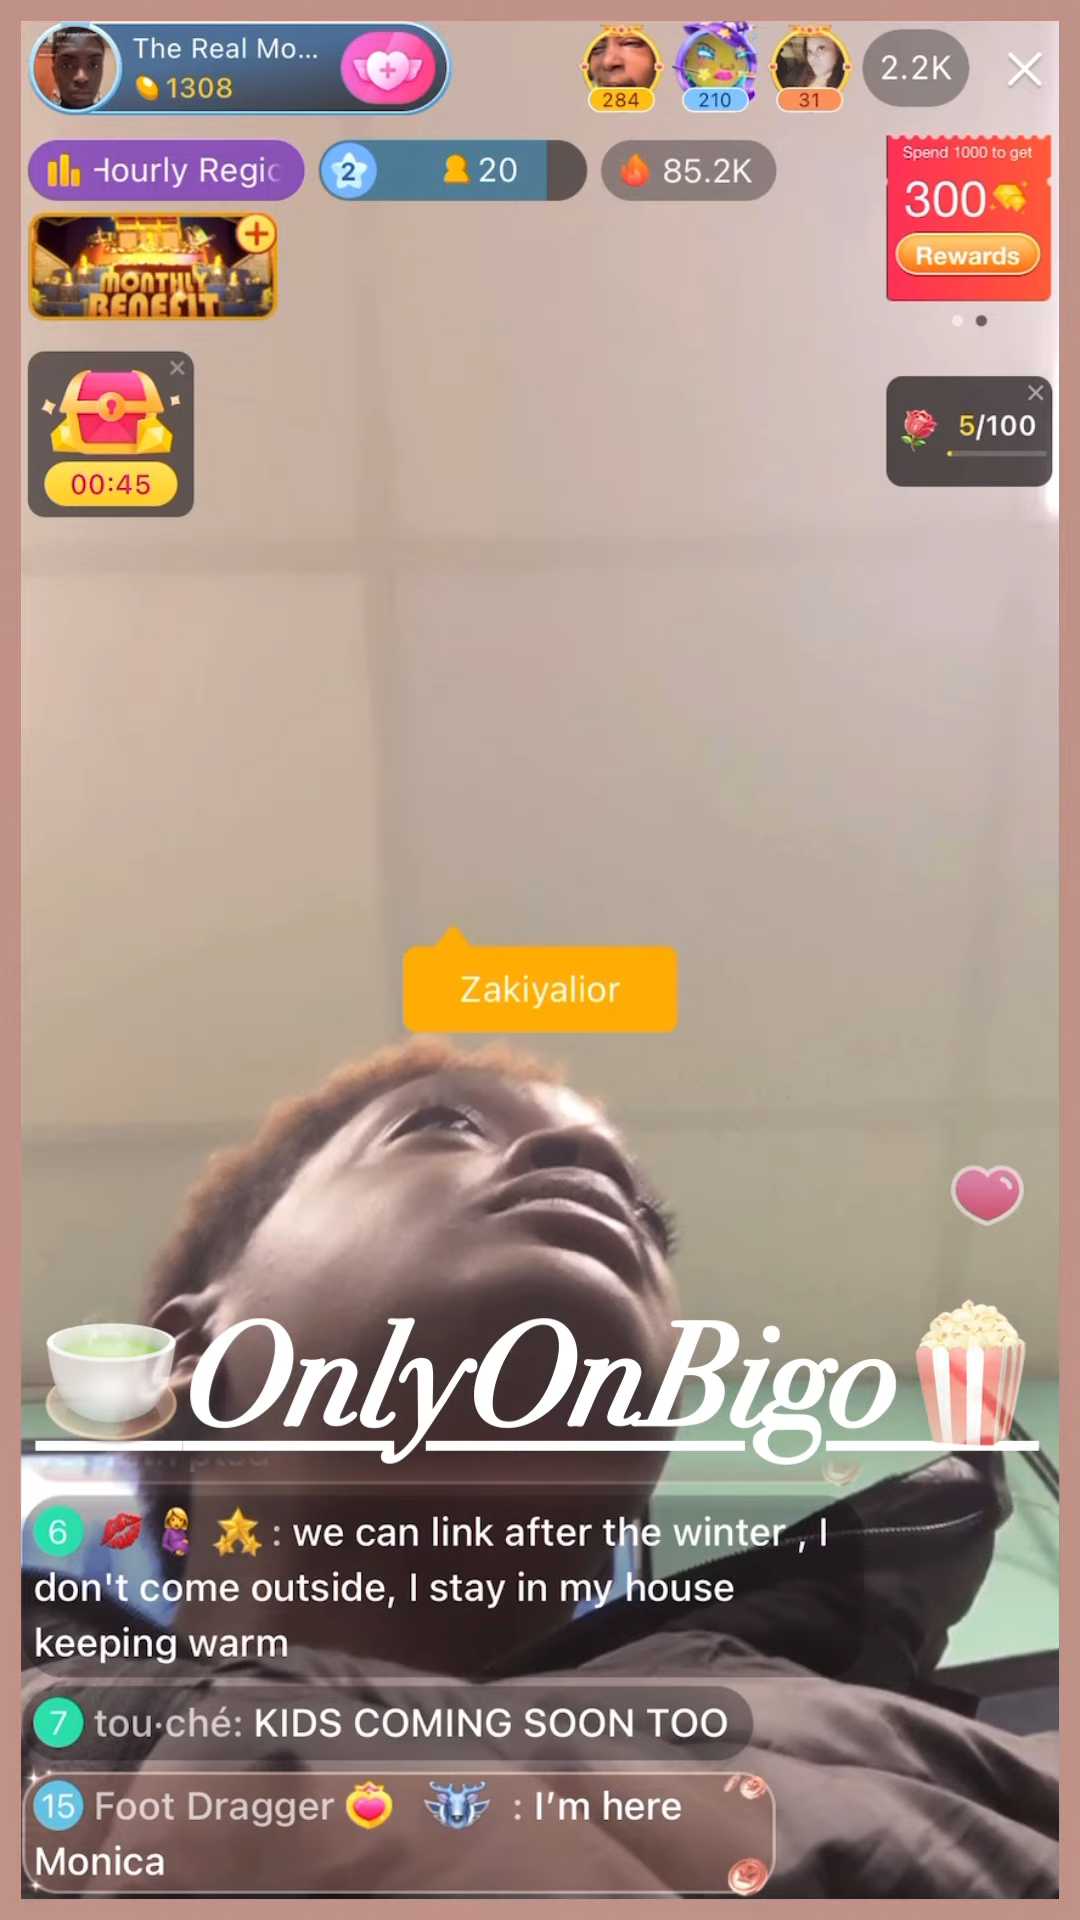 The Real Mo...
1308
284
210
31
2.2K
Hourly Regic
2
20
85.2K
Spend 1000 to get
300
Rewards
MONTHLY
BENEFIT
00:45
5/100
Zakiyalior
OnlyOnBigo
6 : we can link after the winter , I
don't come outside, I stay in my house
keeping warm
7 tou·ché: KIDS COMING SOON TOO
15 Foot Dragger : I’m here
Monica